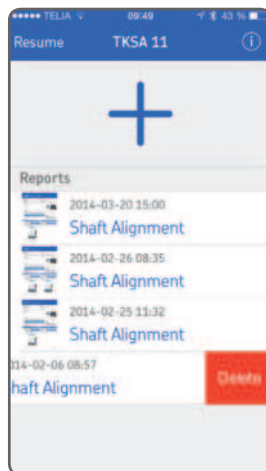 TELIA 09:49 43 %
Resume TKSA 11
Reports
2014-03-20 15:00
Shaft Alignment
2014-02-26 08:35
Shaft Alignment
2014-02-25 11:32
Shaft Alignment
014-02-06 08:57
haft Alignment Delete